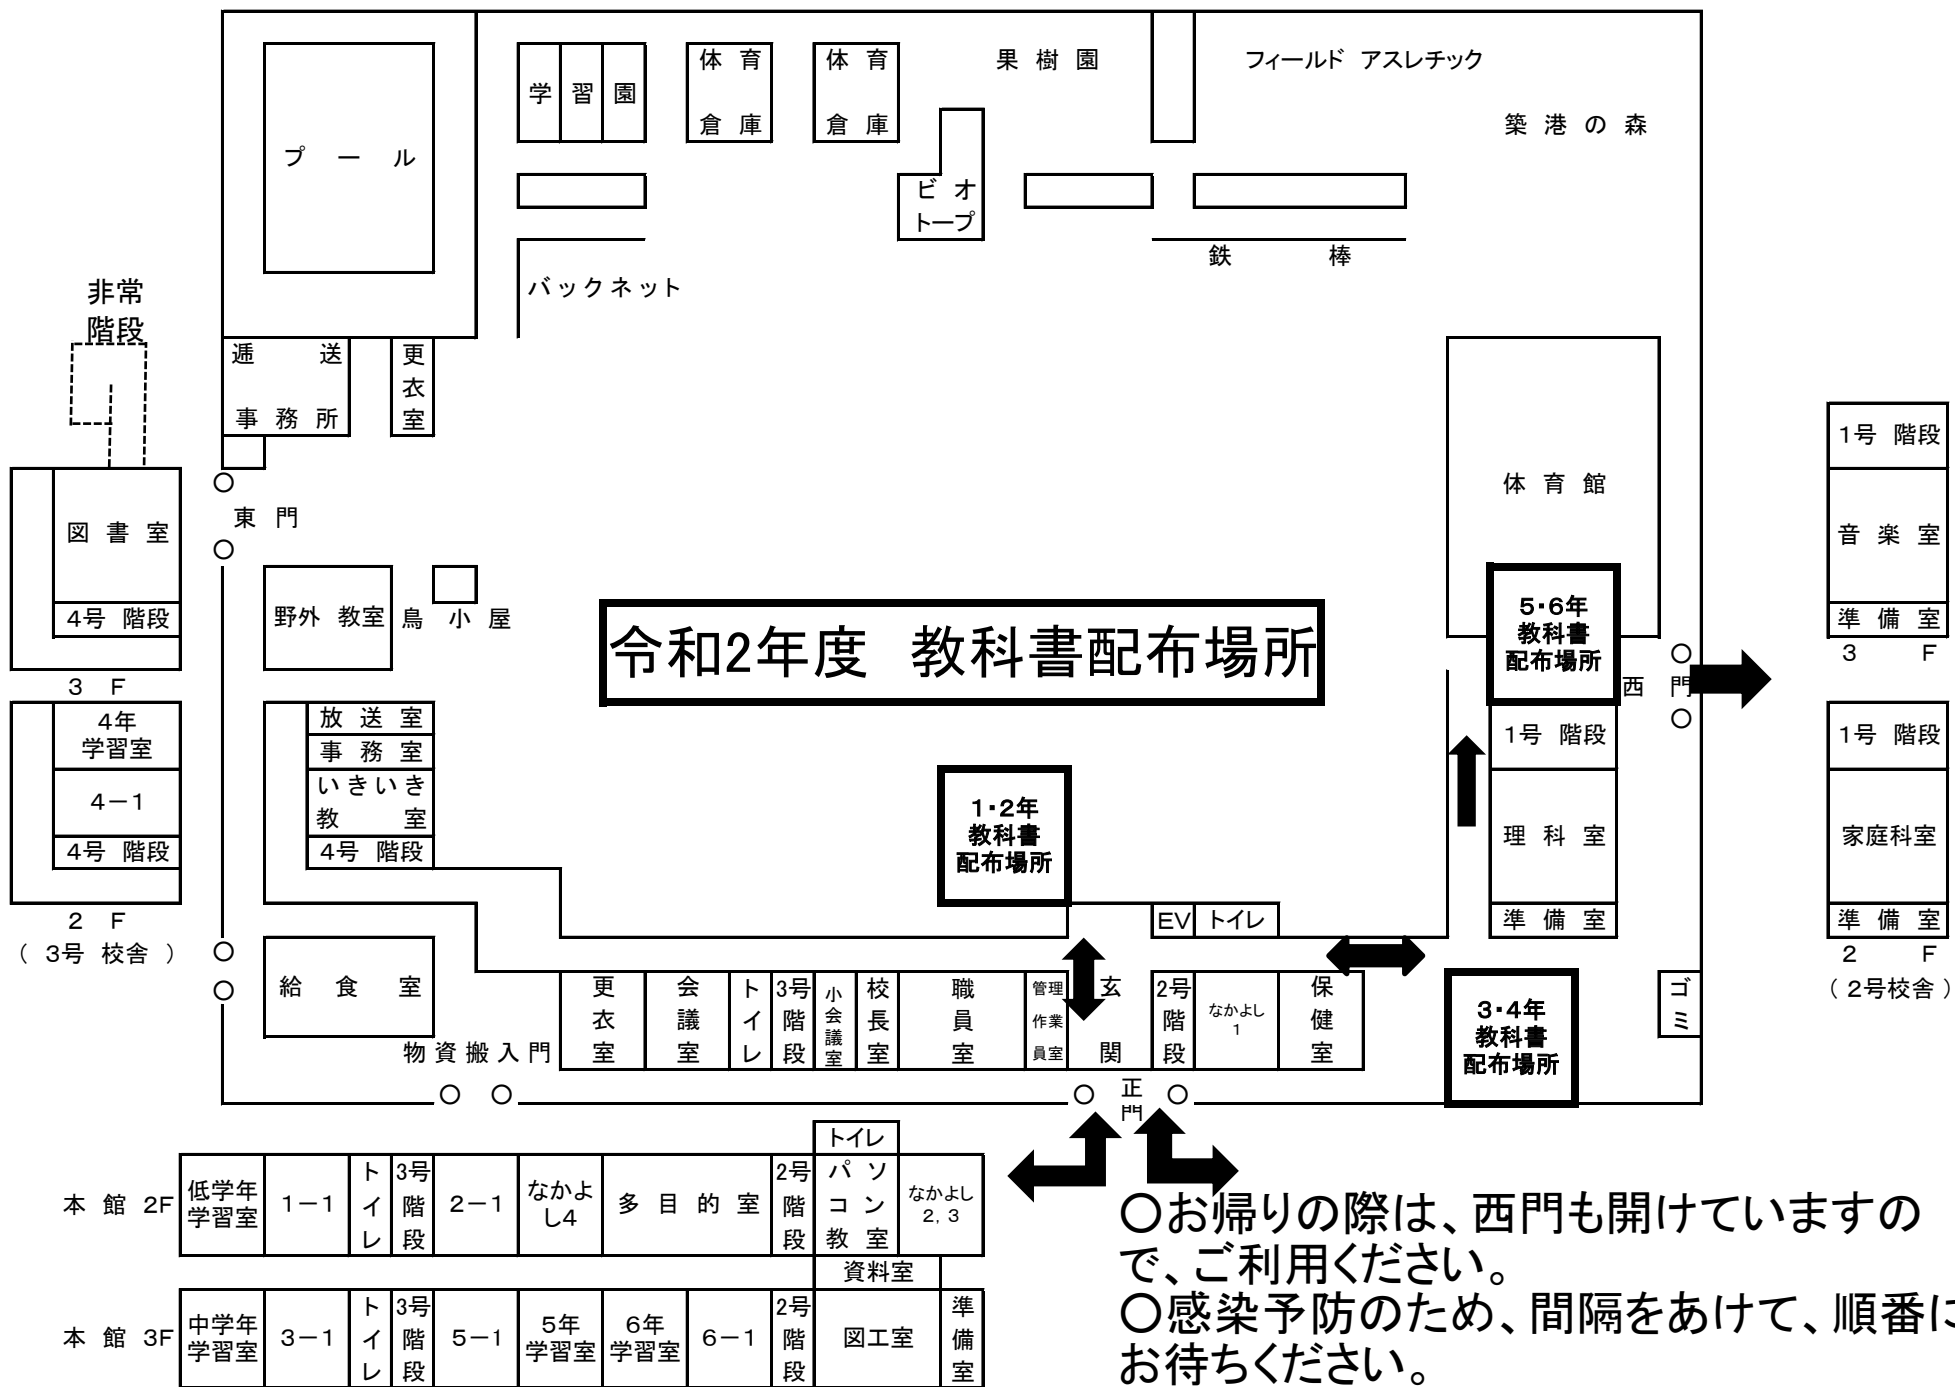 学習園
体育倉庫
体育倉庫
果樹園
フィールド アスレチック
築港の森
プール
ビオトープ
鉄棒
バックネット
非常
階段
逓送
事務所
更衣室
東門
図書室
4号 階段
3 F
野外 教室
鳥小屋
令和2年度 教科書配布場所
体育館
5・6年
教科書
配布場所
西門
1号 階段
音楽室
準備室
3 F
4年
学習室
4－1
4号 階段
2 F
（ 3号 校舎 ）
放送室
事務室
いきいき
教室
4号 階段
1・2年
教科書
配布場所
1号 階段
理科室
準備室
1号 階段
家庭科室
準備室
2 F
（ 2号校舎 ）
EV
トイレ
給食室
物資搬入門
更衣室
会議室
トイレ
3号階段
小会議室
校長室
職員室
管理作業員室
玄関
2号階段
なかよし
1
保健室
3・4年
教科書
配布場所
ゴミ
正門
本館 2F
低学年
学習室
1－1
トイレ
3号階段
2－1
なかよ
し4
多目的室
2号階段
トイレ
パソコン教室
なかよし
2, 3
資料室
本館 3F
中学年
学習室
3－1
トイレ
3号階段
5－1
5年
学習室
6年
学習室
6－1
2号階段
図工室
準備室
○お帰りの際は、西門も開けていますの
で、ご利用ください。
○感染予防のため、間隔をあけて、順番に
お待ちください。